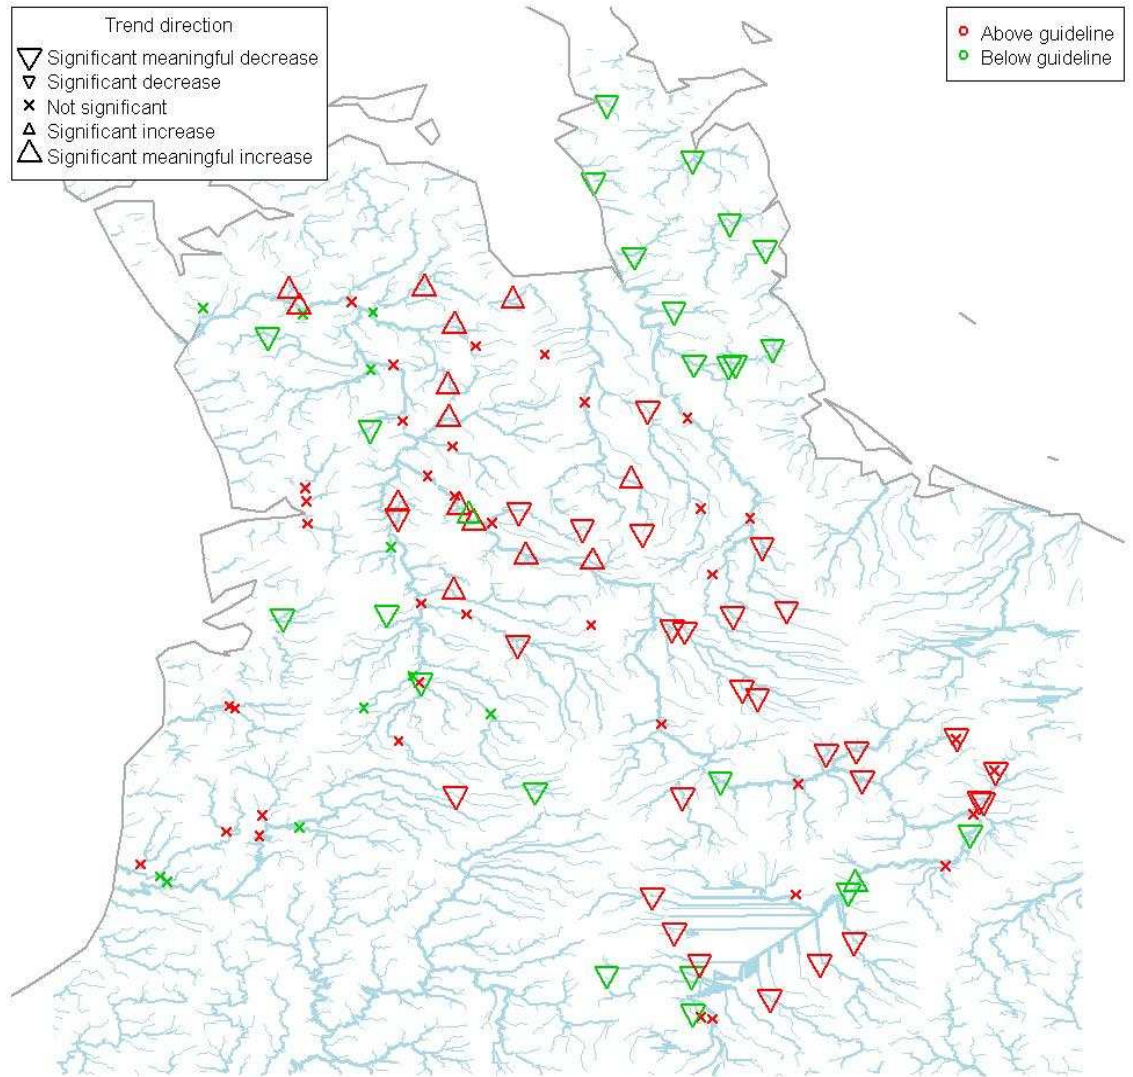 Trend direction
Significant meaningful decrease
Significant decrease
Not significant
Significant increase
Significant meaningful increase
Above guideline
Below guideline